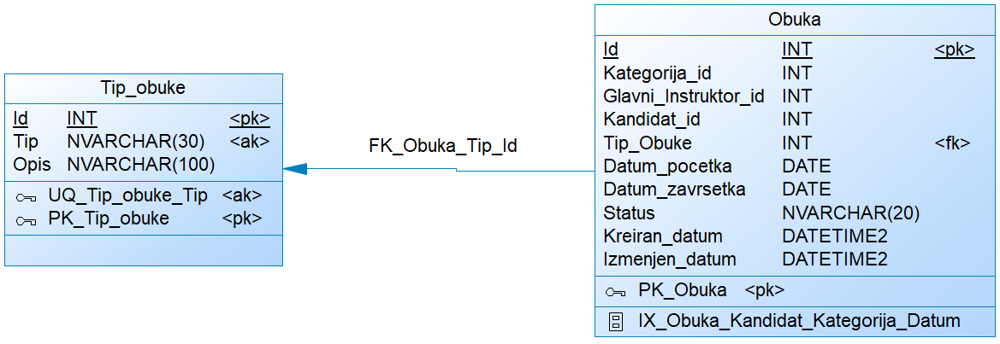 Tip_obuke
Id INT <pk>
Tip NVARCHAR(30) <ak>
Opis NVARCHAR(100)
UQ_Tip_obuke_Tip <ak>
PK_Tip_obuke <pk>
FK_Obuka_Tip_Id
Obuka
Id INT <pk>
Kategorija_id INT
Glavni_Instruktor_id INT
Kandidat_id INT
Tip_Obuke INT <fk>
Datum_pocetka DATE
Datum_zavrsetka DATE
Status NVARCHAR(20)
Kreiran_datum DATETIME2
Izmenjen_datum DATETIME2
PK_Obuka <pk>
IX_Obuka_Kandidat_Kategorija_Datum